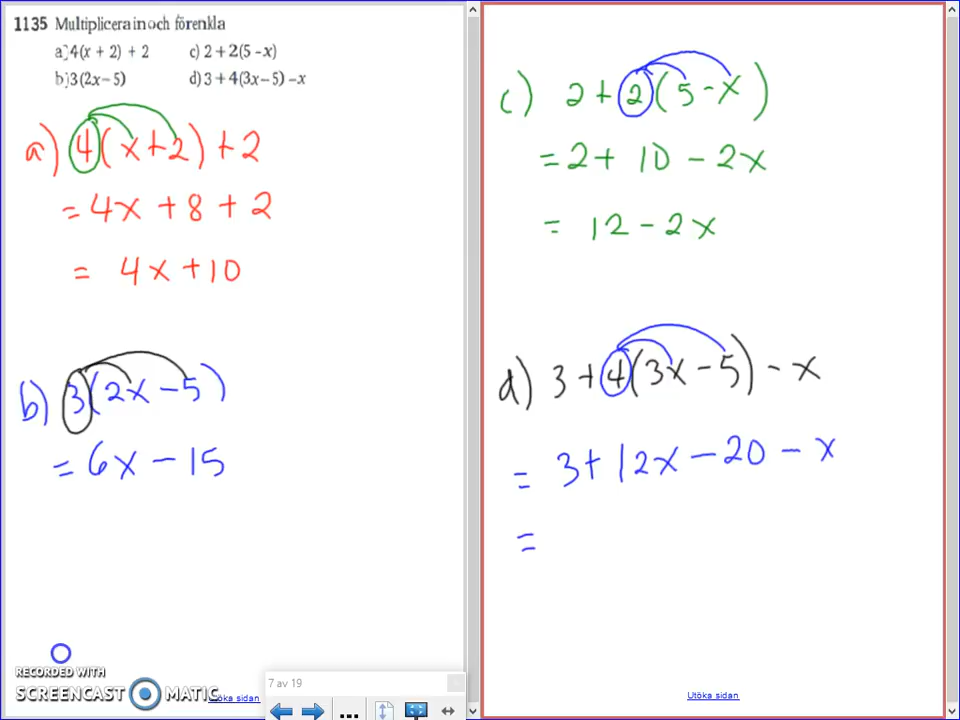 1135 Multiplicera in och förenkla
a) 4(x + 2) + 2 c) 2 + 2(5 - x)
b) 3(2x - 5) d) 3 + 4(3x - 5) - x
a) 4(x + 2) + 2
= 4x + 8 + 2
= 4x + 10
b) 3(2x - 5)
= 6x - 15
c) 2 + 2(5 - x)
= 2 + 10 - 2x
= 12 - 2x
d) 3 + 4(3x - 5) - x
= 3 + 12x - 20 - x
=
RECORDED WITH
SCREENCAST MATIC
Utöka sidan
7 av 19
Utöka sidan